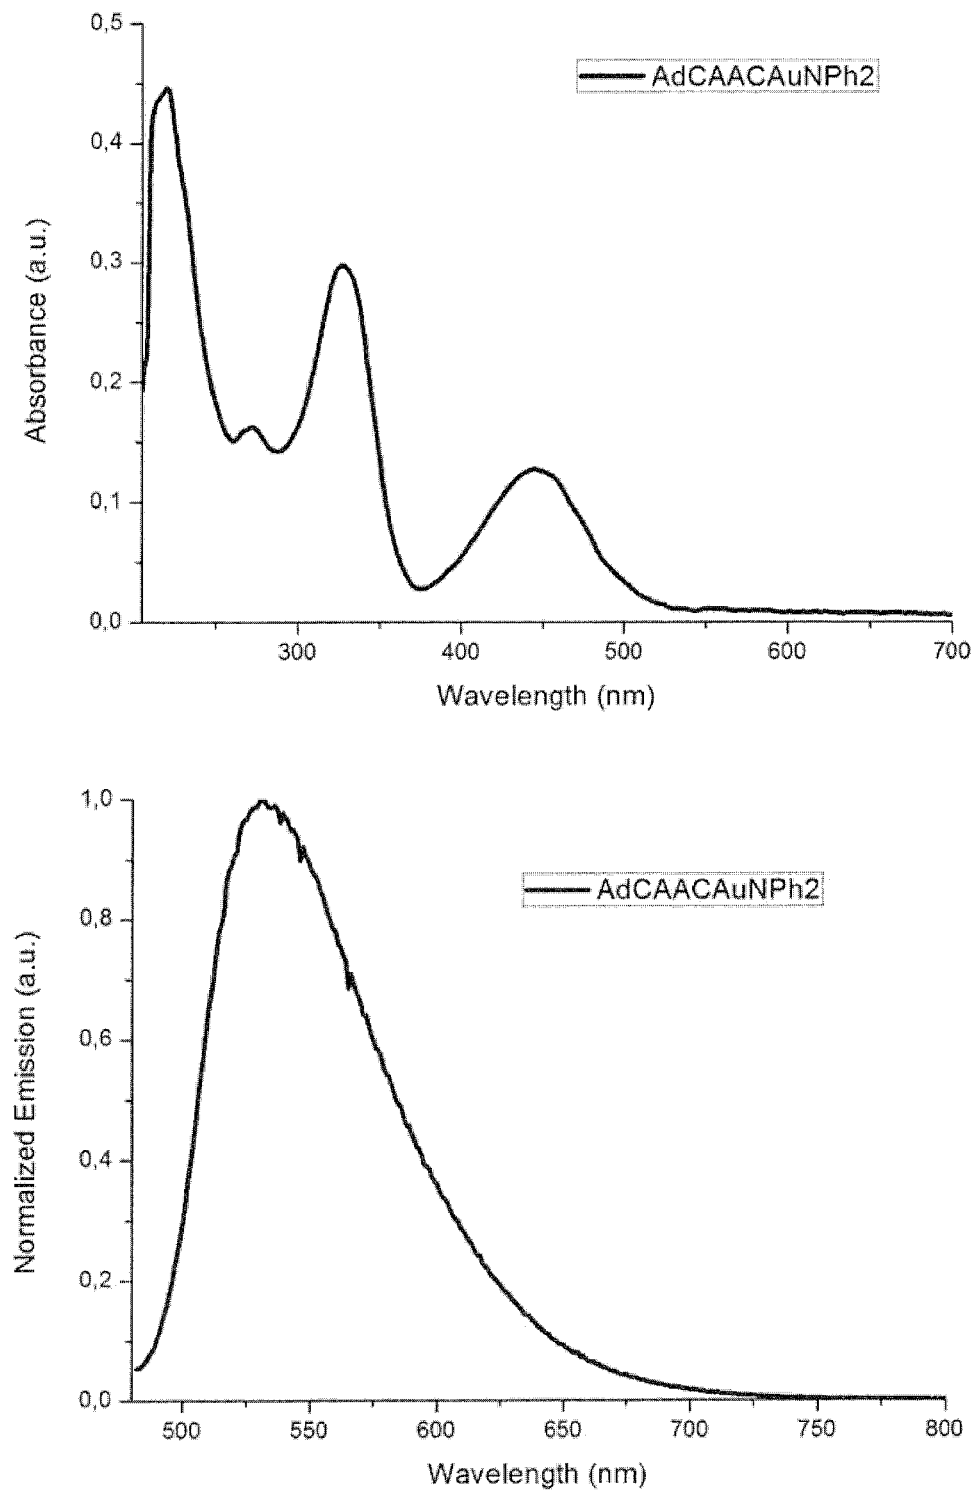 0,5
AdCAACAuNPh2
0,4
0,3
0,2
0,1
0,0
Absorbance (a.u.)
300 400 500 600 700
Wavelength (nm)
1,0
AdCAACAuNPh2
0,8
0,6
0,4
0,2
0,0
Normalized Emission (a.u.)
500 550 600 650 700 750 800
Wavelength (nm)